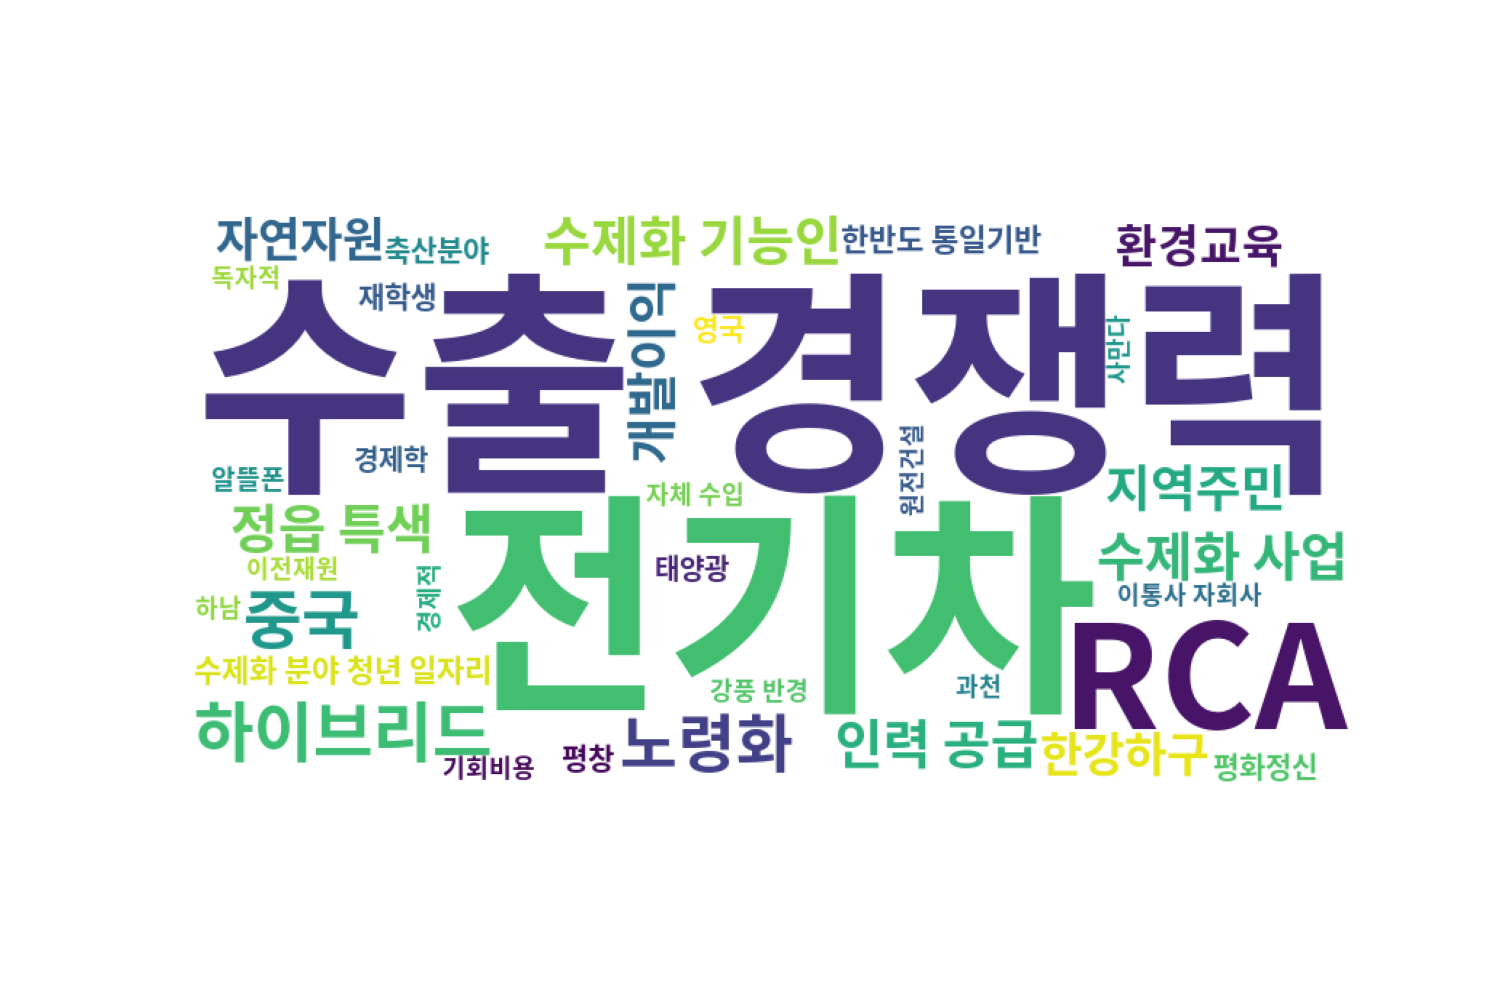 자연자원
축산분야
수제화 기능인
한반도 통일기반
환경교육
독자적
재학생
수출 경쟁력
개발이익
영국
사만다
경제학
알뜰폰
원전건설
지역주민
자체 수입
정읍 특색
전기차
수제화 사업
이전재원
경제적
태양광
이통사 자회사
하남
중국
RCA
수제화 분야 청년 일자리
강풍 반경
과천
하이브리드
노령화
인력 공급
한강하구
기회비용
평창
평화정신